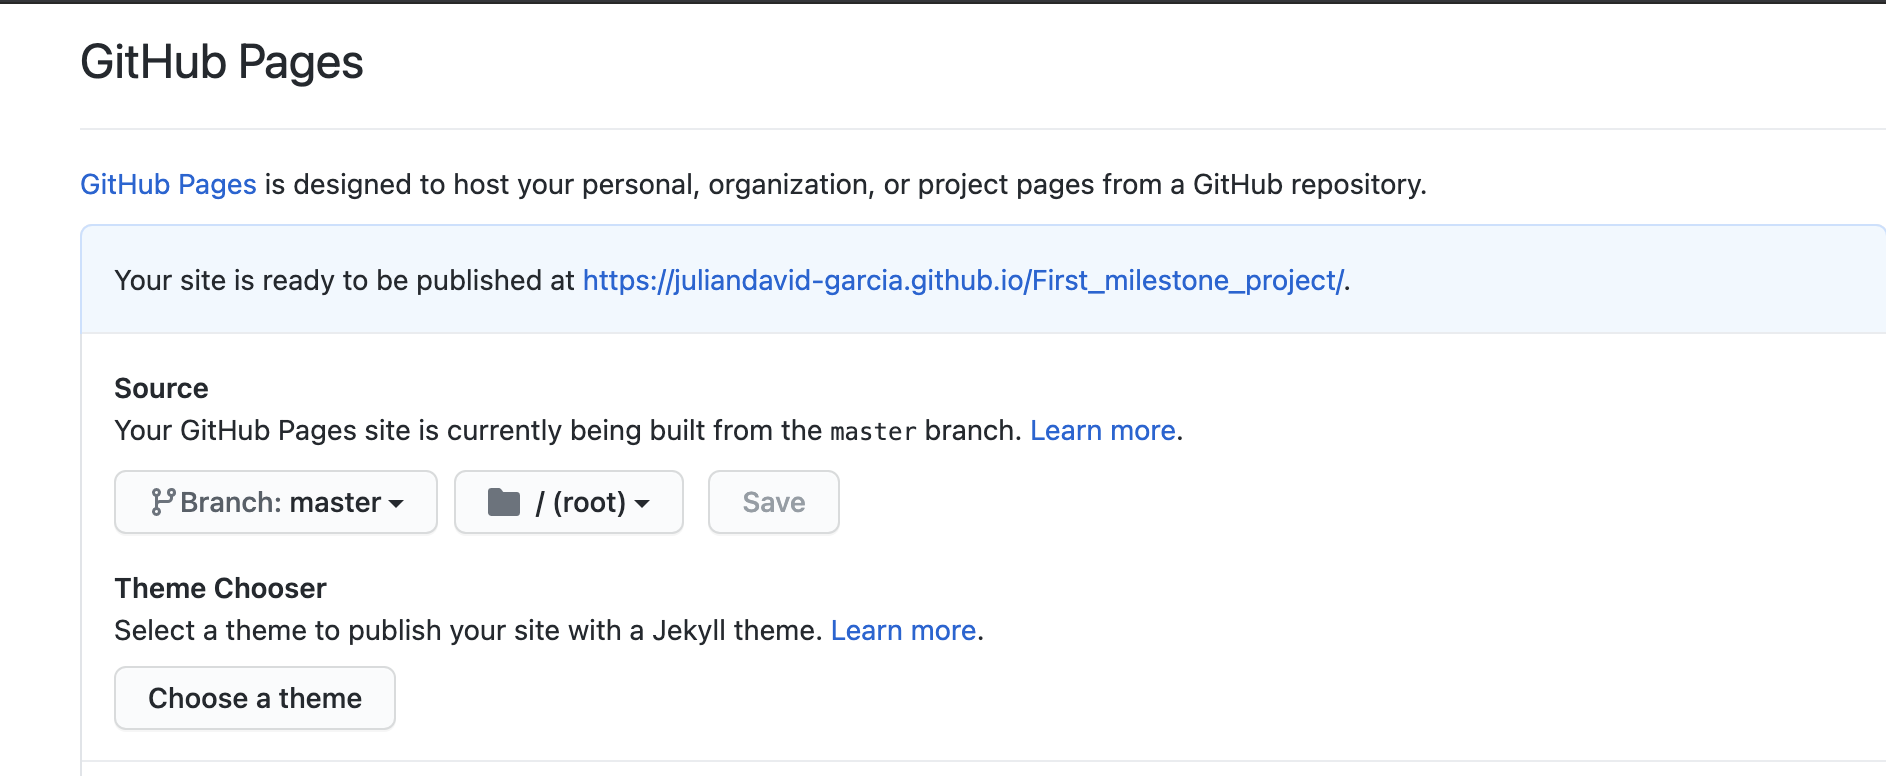 GitHub Pages
GitHub Pages is designed to host your personal, organization, or project pages from a GitHub repository.
Your site is ready to be published at https://juliandavid-garcia.github.io/First_milestone_project/.
Source
Your GitHub Pages site is currently being built from the master branch. Learn more.
Branch: master / (root) Save
Theme Chooser
Select a theme to publish your site with a Jekyll theme. Learn more.
Choose a theme